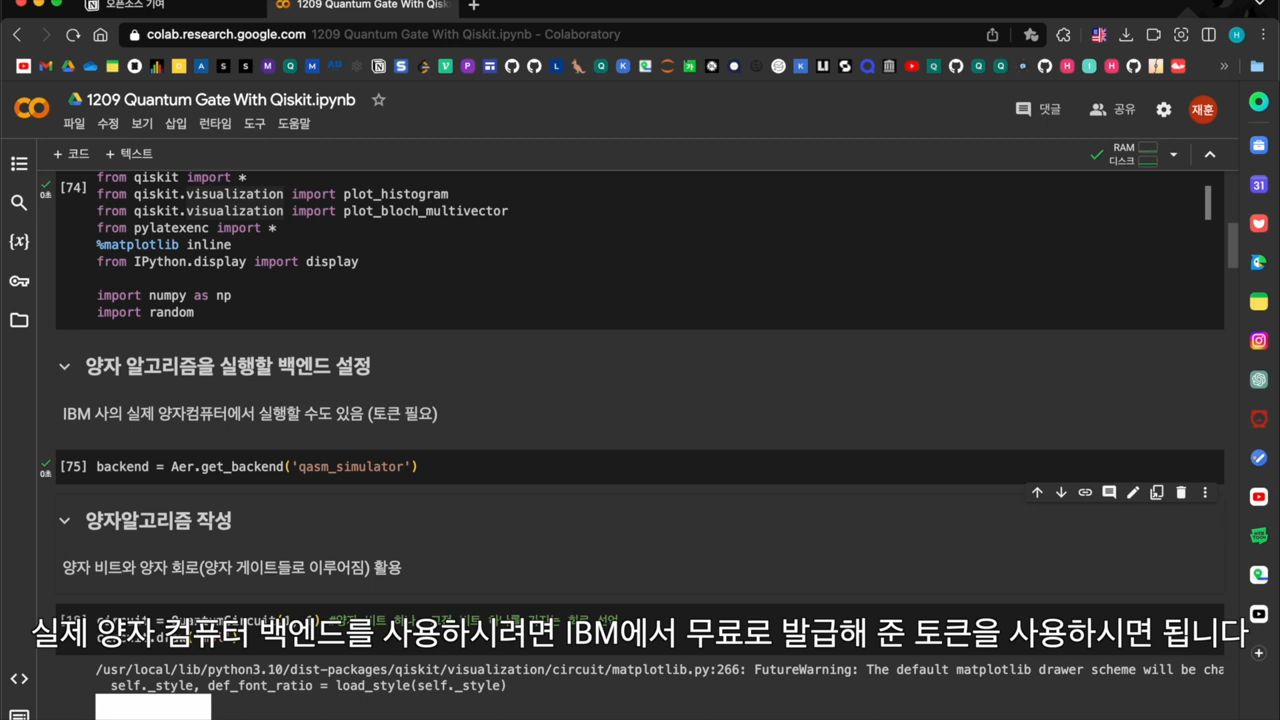 오픈소스 기여
1209 Quantum Gate With Qisk
colab.research.google.com 1209 Quantum Gate With Qiskit.ipynb - Colaboratory
1209 Quantum Gate With Qiskit.ipynb
댓글
공유
재훈
파일 수정 보기 삽입 런타임 도구 도움말
+ 코드 + 텍스트
RAM
디스크
[74]
0초
from qiskit import *
from qiskit.visualization import plot_histogram
from qiskit.visualization import plot_bloch_multivector
from pylatexenc import *
%matplotlib inline
from IPython.display import display
import numpy as np
import random
양자 알고리즘을 실행할 백엔드 설정
IBM 사의 실제 양자컴퓨터에서 실행할 수도 있음 (토큰 필요)
0초
[75] backend = Aer.get_backend('qasm_simulator')
양자알고리즘 작성
양자 비트와 양자 회로(양자 게이트들로 이루어짐) 활용
실제 양자 컴퓨터 백엔드를 사용하시려면 IBM에서 무료로 발급해 준 토큰을 사용하시면 됩니다
/usr/local/lib/python3.10/dist-packages/qiskit/visualization/circuit/matplotlib.py:266: FutureWarning: The default matplotlib drawer scheme will be cha
self._style, def_font_ratio = load_style(self._style)